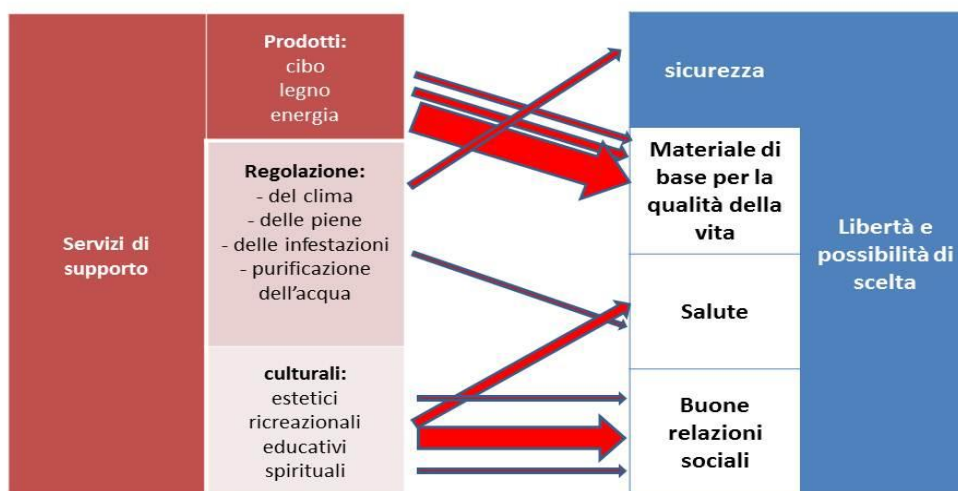 Servizi di
supporto
Prodotti:
cibo
legno
energia
Regolazione:
- del clima
- delle piene
- delle infestazioni
- purificazione
dell'acqua
culturali:
estetici
ricreazionali
educativi
spirituali
sicurezza
Materiale di
base per la
qualità della
vita
Salute
Buone
relazioni
sociali
Libertà e
possibilità di
scelta